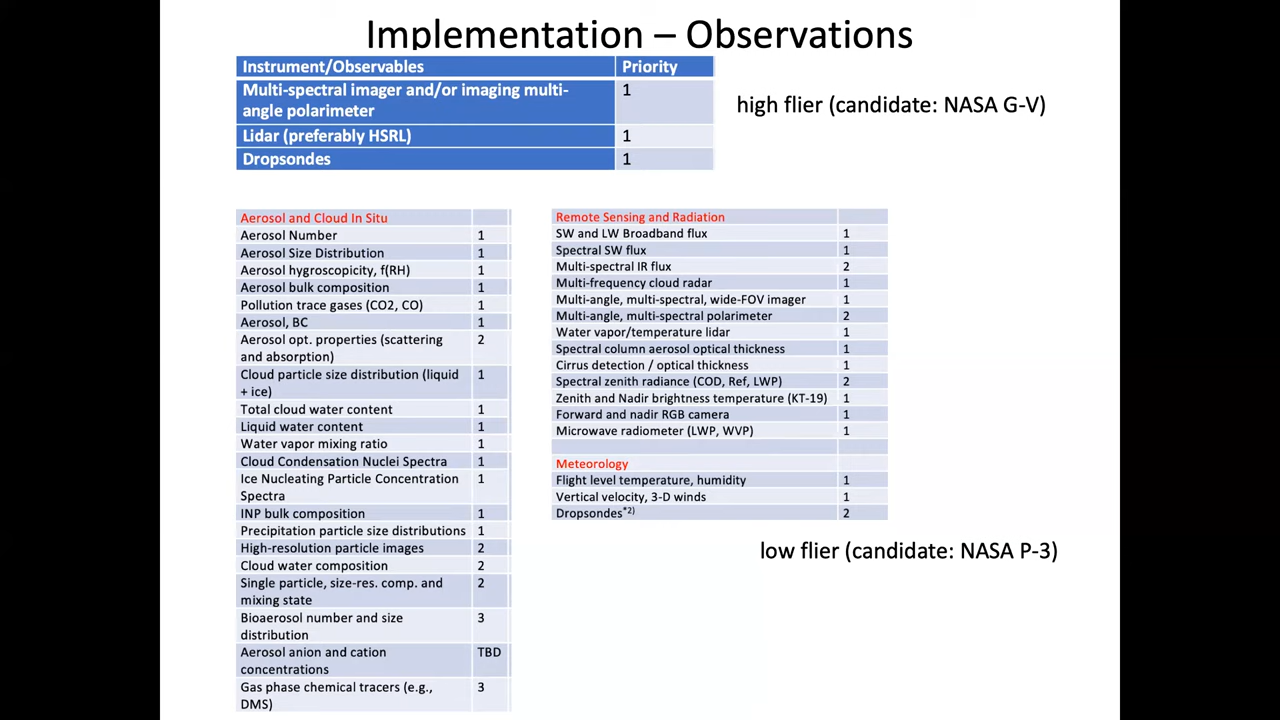 Implementation – Observations
Instrument/Observables Priority
Multi-spectral imager and/or imaging multi-
angle polarimeter 1
Lidar (preferably HSRL) 1
Dropsondes 1
high flier (candidate: NASA G-V)
Aerosol and Cloud In Situ
Aerosol Number 1
Aerosol Size Distribution 1
Aerosol hygroscopicity, f(RH) 1
Aerosol bulk composition 1
Pollution trace gases (CO2, CO) 1
Aerosol, BC 1
Aerosol opt. properties (scattering 2
and absorption)
Cloud particle size distribution (liquid 1
+ ice)
Total cloud water content 1
Liquid water content 1
Water vapor mixing ratio 1
Cloud Condensation Nuclei Spectra 1
Ice Nucleating Particle Concentration 1
Spectra
INP bulk composition 1
Precipitation particle size distributions 1
High-resolution particle images 2
Cloud water composition 2
Single particle, size-res. comp. and 2
mixing state
Bioaerosol number and size 3
distribution
Aerosol anion and cation TBD
concentrations
Gas phase chemical tracers (e.g., 3
DMS)
Remote Sensing and Radiation
SW and LW Broadband flux 1
Spectral SW flux 1
Multi-spectral IR flux 2
Multi-frequency cloud radar 1
Multi-angle, multi-spectral, wide-FOV imager 1
Multi-angle, multi-spectral polarimeter 2
Water vapor/temperature lidar 1
Spectral column aerosol optical thickness 1
Cirrus detection / optical thickness 1
Spectral zenith radiance (COD, Ref, LWP) 2
Zenith and Nadir brightness temperature (KT-19) 1
Forward and nadir RGB camera 1
Microwave radiometer (LWP, WVP) 1
Meteorology
Flight level temperature, humidity 1
Vertical velocity, 3-D winds 1
Dropsondes*2) 2
low flier (candidate: NASA P-3)